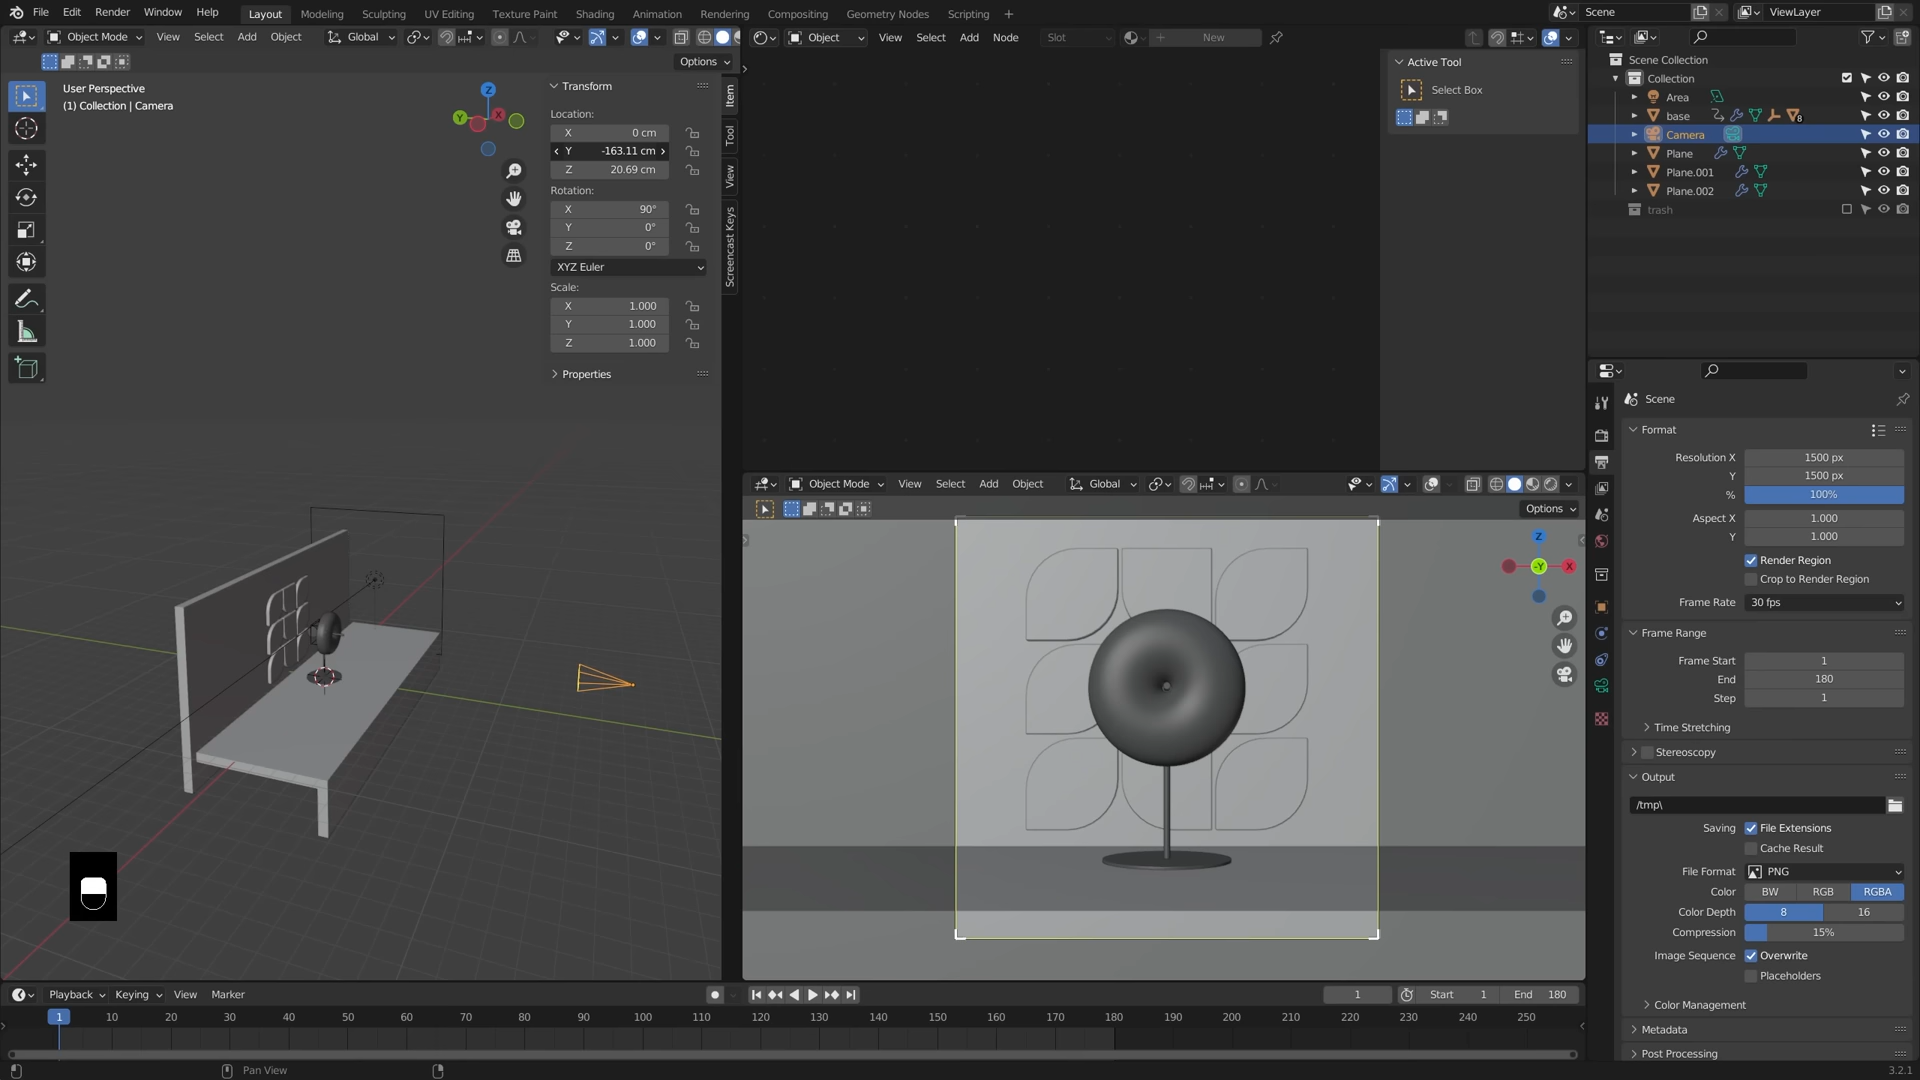 File Edit Render Window Help Layout Modeling Sculpting UV Editing Texture Paint Shading Animation Rendering Compositing Geometry Nodes Scripting + Scene ViewLayer
Object Mode View Select Add Object Global
Object View Select Add Node Slot New
Options
User Perspective
(1) Collection | Camera
Z
Y
X
Transform
Location:
X 0 cm
Y -163.11 cm
Z 20.69 cm
Rotation:
X 90°
Y 0°
Z 0°
XYZ Euler
Scale:
X 1.000
Y 1.000
Z 1.000
Properties
Item
Tool
View
Screencast Keys
Active Tool
Select Box
Scene Collection
Collection
Area
base 8
Camera
Plane
Plane.001
Plane.002
trash
Object Mode View Select Add Object Global
Options
Z
-Y
X
Scene
Format
Resolution X 1500 px
Y 1500 px
% 100%
Aspect X 1.000
Y 1.000
Render Region
Crop to Render Region
Frame Rate 30 fps
Frame Range
Frame Start 1
End 180
Step 1
Time Stretching
Stereoscopy
Output
/tmp\
Saving File Extensions
Cache Result
File Format PNG
Color BW RGB RGBA
Color Depth 8 16
Compression 15%
Image Sequence Overwrite
Placeholders
Color Management
Metadata
Post Processing
Playback Keying View Marker 1 Start 1 End 180
1 10 20 30 40 50 60 70 80 90 100 110 120 130 140 150 160 170 180 190 200 210 220 230 240 250
Pan View
3.2.1